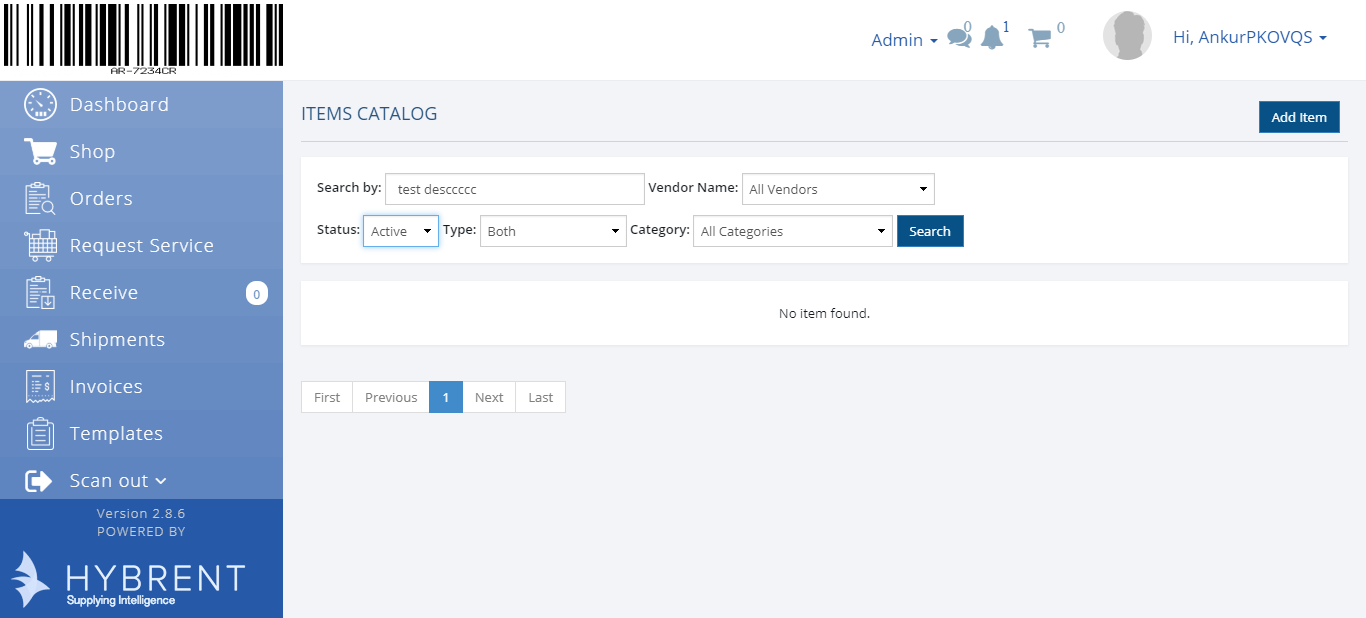 AR-7234CR
Admin 0 1 0 Hi, AnkurPKOVQS
Dashboard
Shop
Orders
Request Service
Receive 0
Shipments
Invoices
Templates
Scan out
Version 2.8.6
POWERED BY
HYBRENT
Supplying Intelligence
ITEMS CATALOG Add Item
Search by: test desccccc Vendor Name: All Vendors
Status: Active Type: Both Category: All Categories Search
No item found.
First Previous 1 Next Last